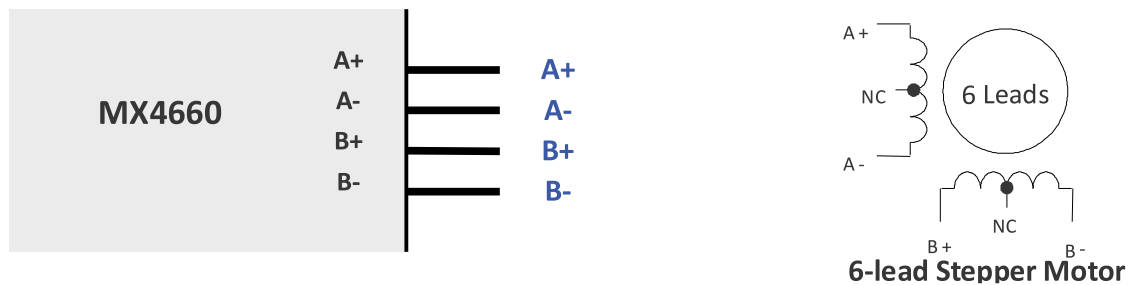 MX4660
A+
A-
B+
B-
A+
A-
B+
B-
A+
NC
A-
6 Leads
NC
B+
B-
6-lead Stepper Motor